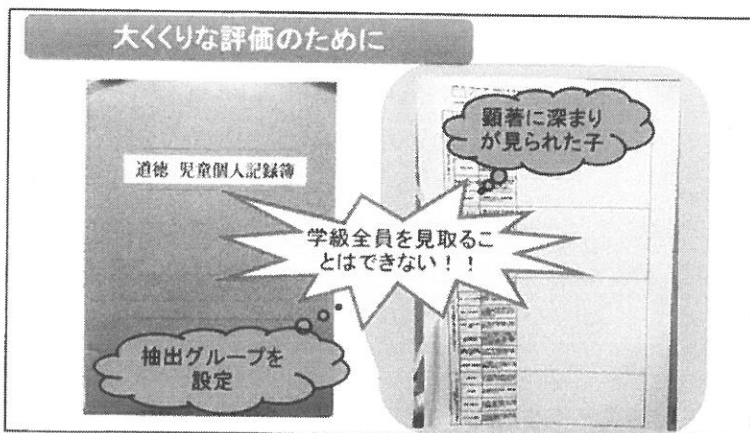 大くくりな評価のために
道徳 児童個人記録簿
顕著に深まり
が見られた子
学級全員を見取るこ
とはできない！！
抽出グループを
設定